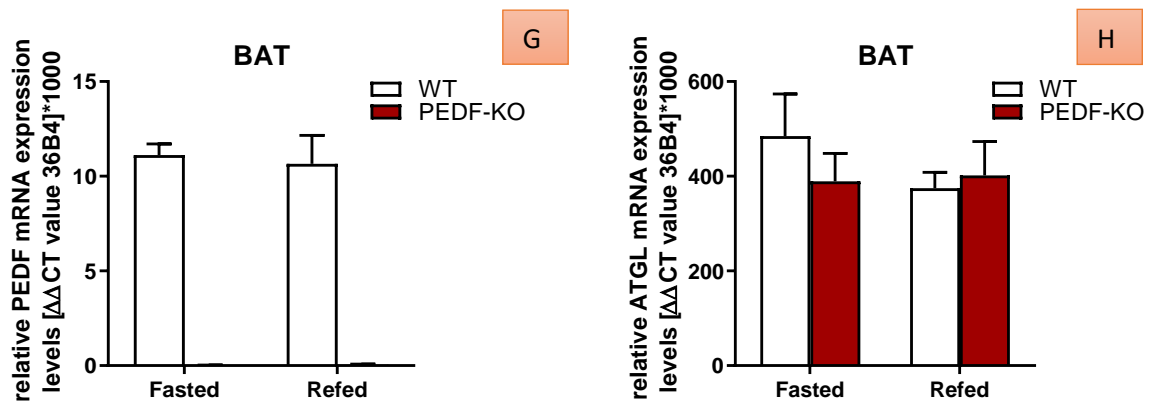 G
BAT
relative PEDF mRNA expression
levels [ΔΔCT value 36B4]*1000
15
10
5
0
WT
PEDF-KO
Fasted
Refed
H
BAT
relative ATGL mRNA expression
levels [ΔΔCT value 36B4]*1000
600
400
200
0
WT
PEDF-KO
Fasted
Refed